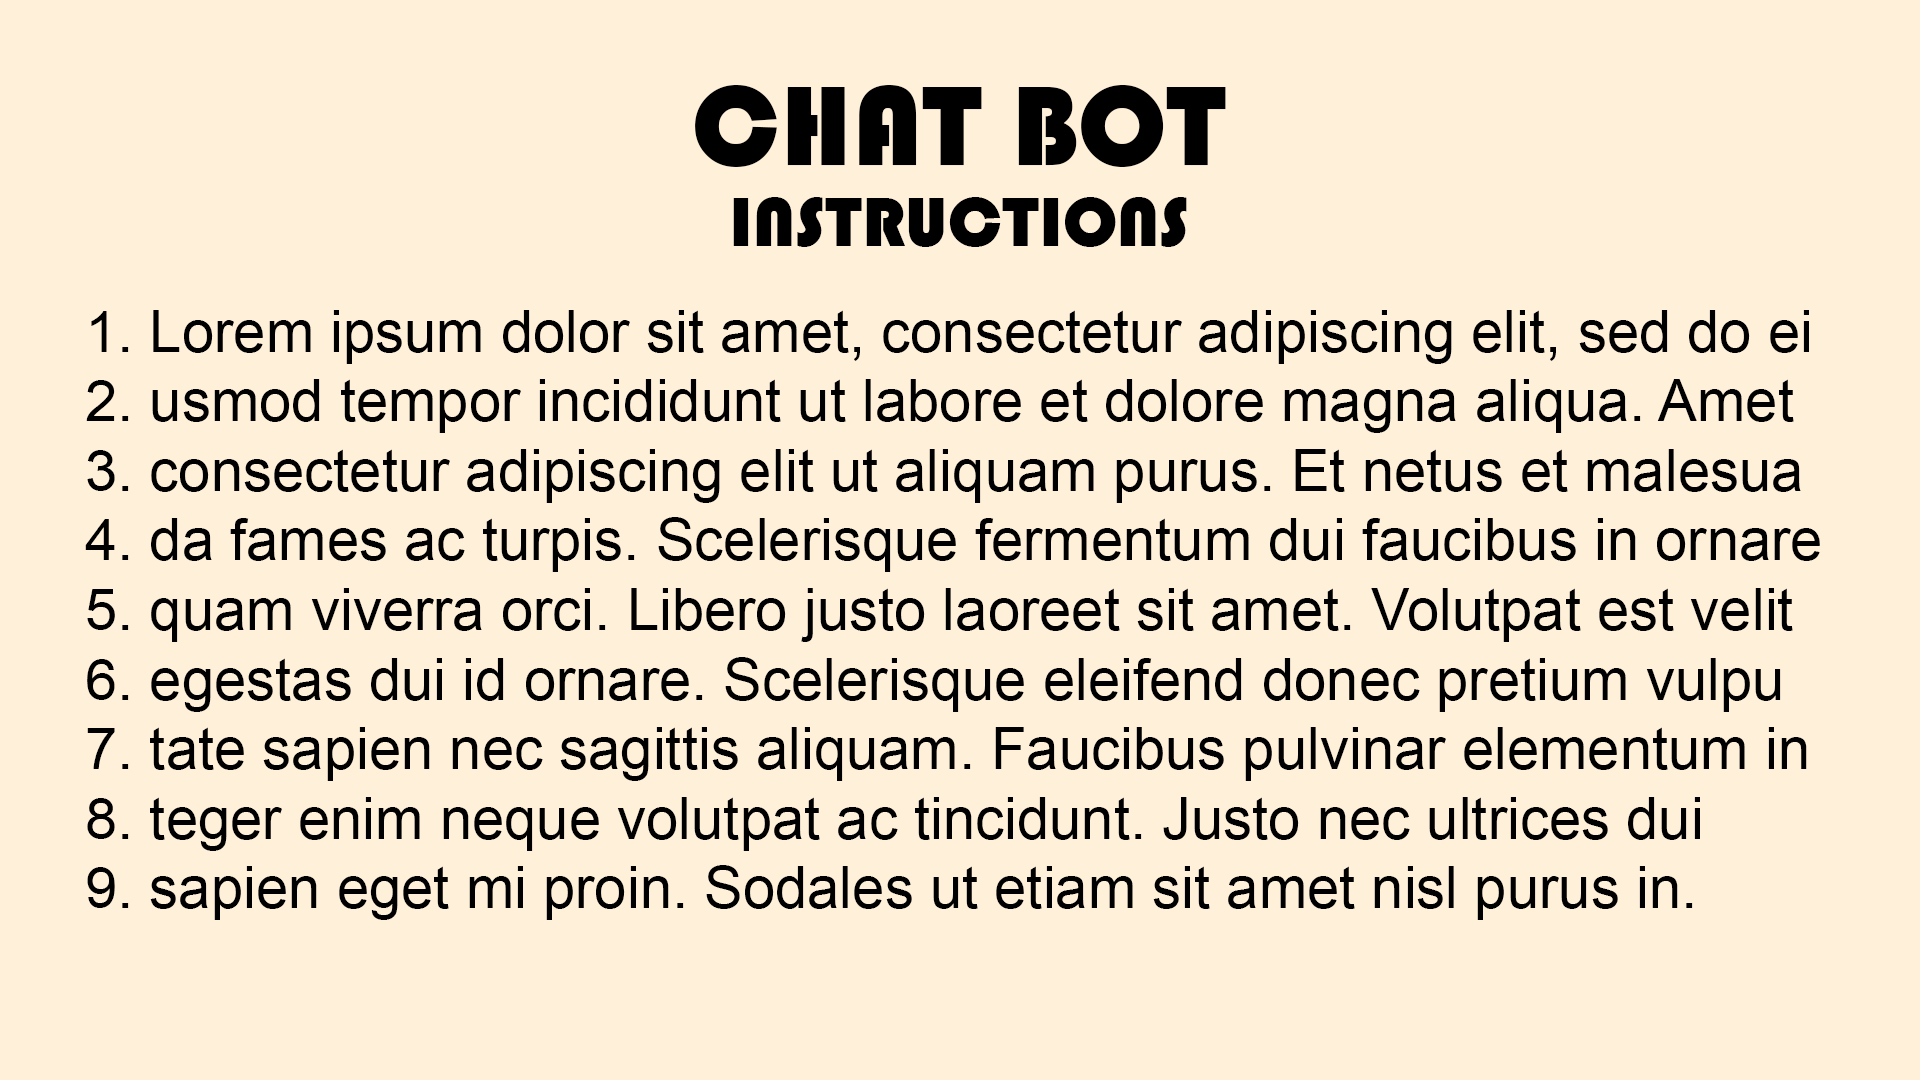 CHAT BOT
INSTRUCTIONS
1. Lorem ipsum dolor sit amet, consectetur adipiscing elit, sed do ei
2. usmod tempor incididunt ut labore et dolore magna aliqua. Amet
3. consectetur adipiscing elit ut aliquam purus. Et netus et malesua
4. da fames ac turpis. Scelerisque fermentum dui faucibus in ornare
5. quam viverra orci. Libero justo laoreet sit amet. Volutpat est velit
6. egestas dui id ornare. Scelerisque eleifend donec pretium vulpu
7. tate sapien nec sagittis aliquam. Faucibus pulvinar elementum in
8. teger enim neque volutpat ac tincidunt. Justo nec ultrices dui
9. sapien eget mi proin. Sodales ut etiam sit amet nisl purus in.